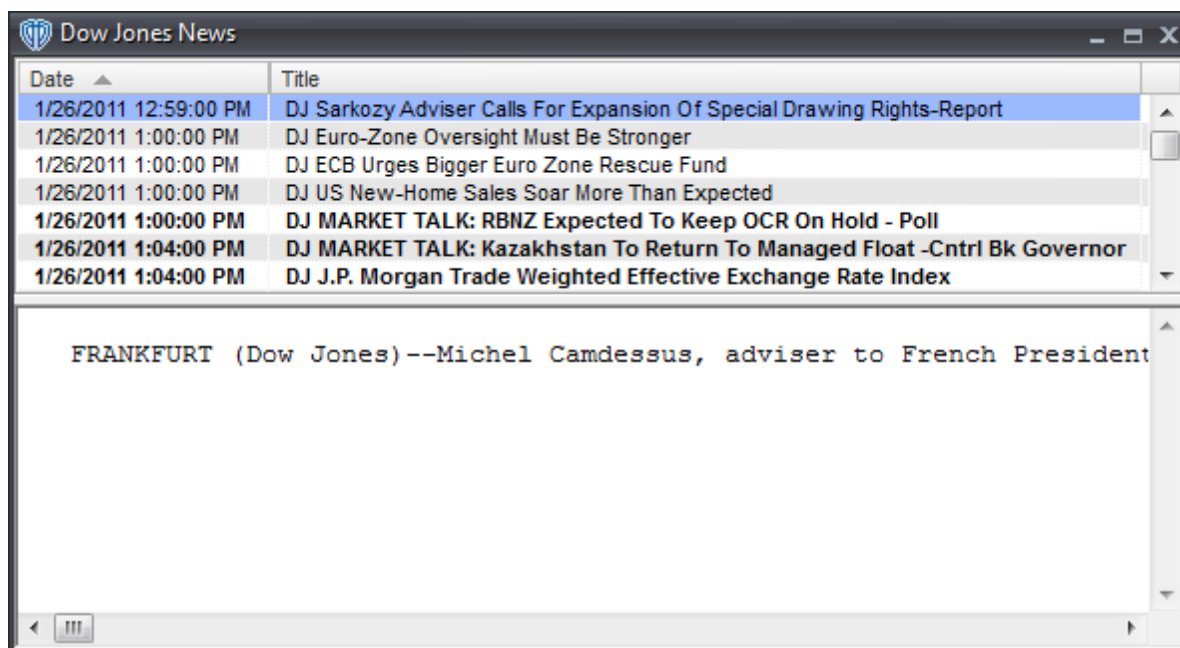 Dow Jones News
Date Title
1/26/2011 12:59:00 PM DJ Sarkozy Adviser Calls For Expansion Of Special Drawing Rights-Report
1/26/2011 1:00:00 PM DJ Euro-Zone Oversight Must Be Stronger
1/26/2011 1:00:00 PM DJ ECB Urges Bigger Euro Zone Rescue Fund
1/26/2011 1:00:00 PM DJ US New-Home Sales Soar More Than Expected
1/26/2011 1:00:00 PM DJ MARKET TALK: RBNZ Expected To Keep OCR On Hold - Poll
1/26/2011 1:04:00 PM DJ MARKET TALK: Kazakhstan To Return To Managed Float -Cntrl Bk Governor
1/26/2011 1:04:00 PM DJ J.P. Morgan Trade Weighted Effective Exchange Rate Index
FRANKFURT (Dow Jones)--Michel Camdessus, adviser to French President